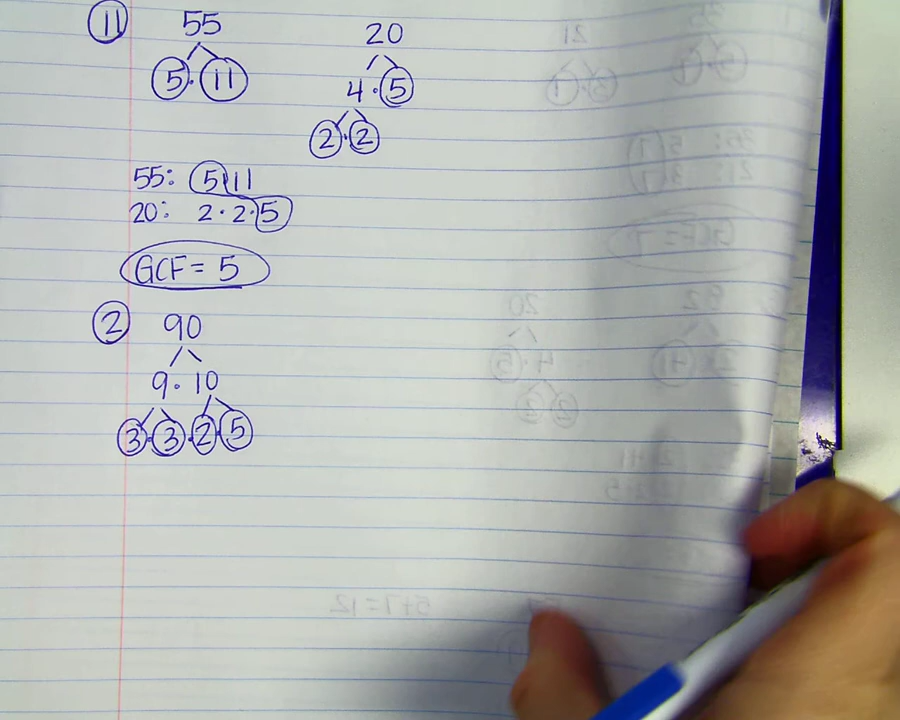 11 55 20
5 · 11 4 · 5
2 · 2
55: 5 11
20: 2 · 2 · 5
GCF = 5
2 90
9 · 10
3 · 3 · 2 · 5